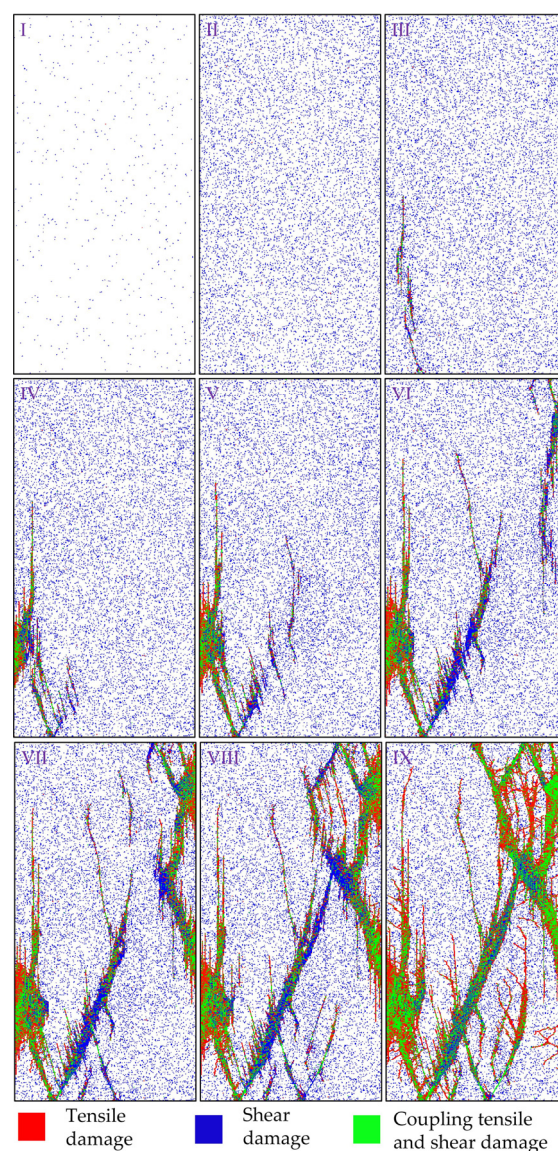 I
II
III
IV
V
VI
VII
VIII
IX
Tensile
damage
Shear
damage
Coupling tensile
and shear damage